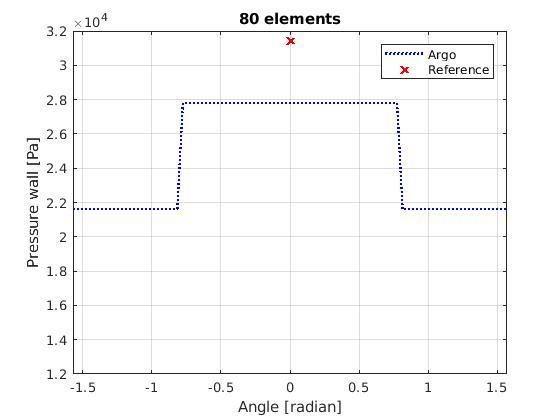 80 elements
×10⁴
3.2
3
2.8
2.6
2.4
2.2
2
1.8
1.6
1.4
1.2
Pressure wall [Pa]
Argo
Reference
-1.5 -1 -0.5 0 0.5 1 1.5
Angle [radian]